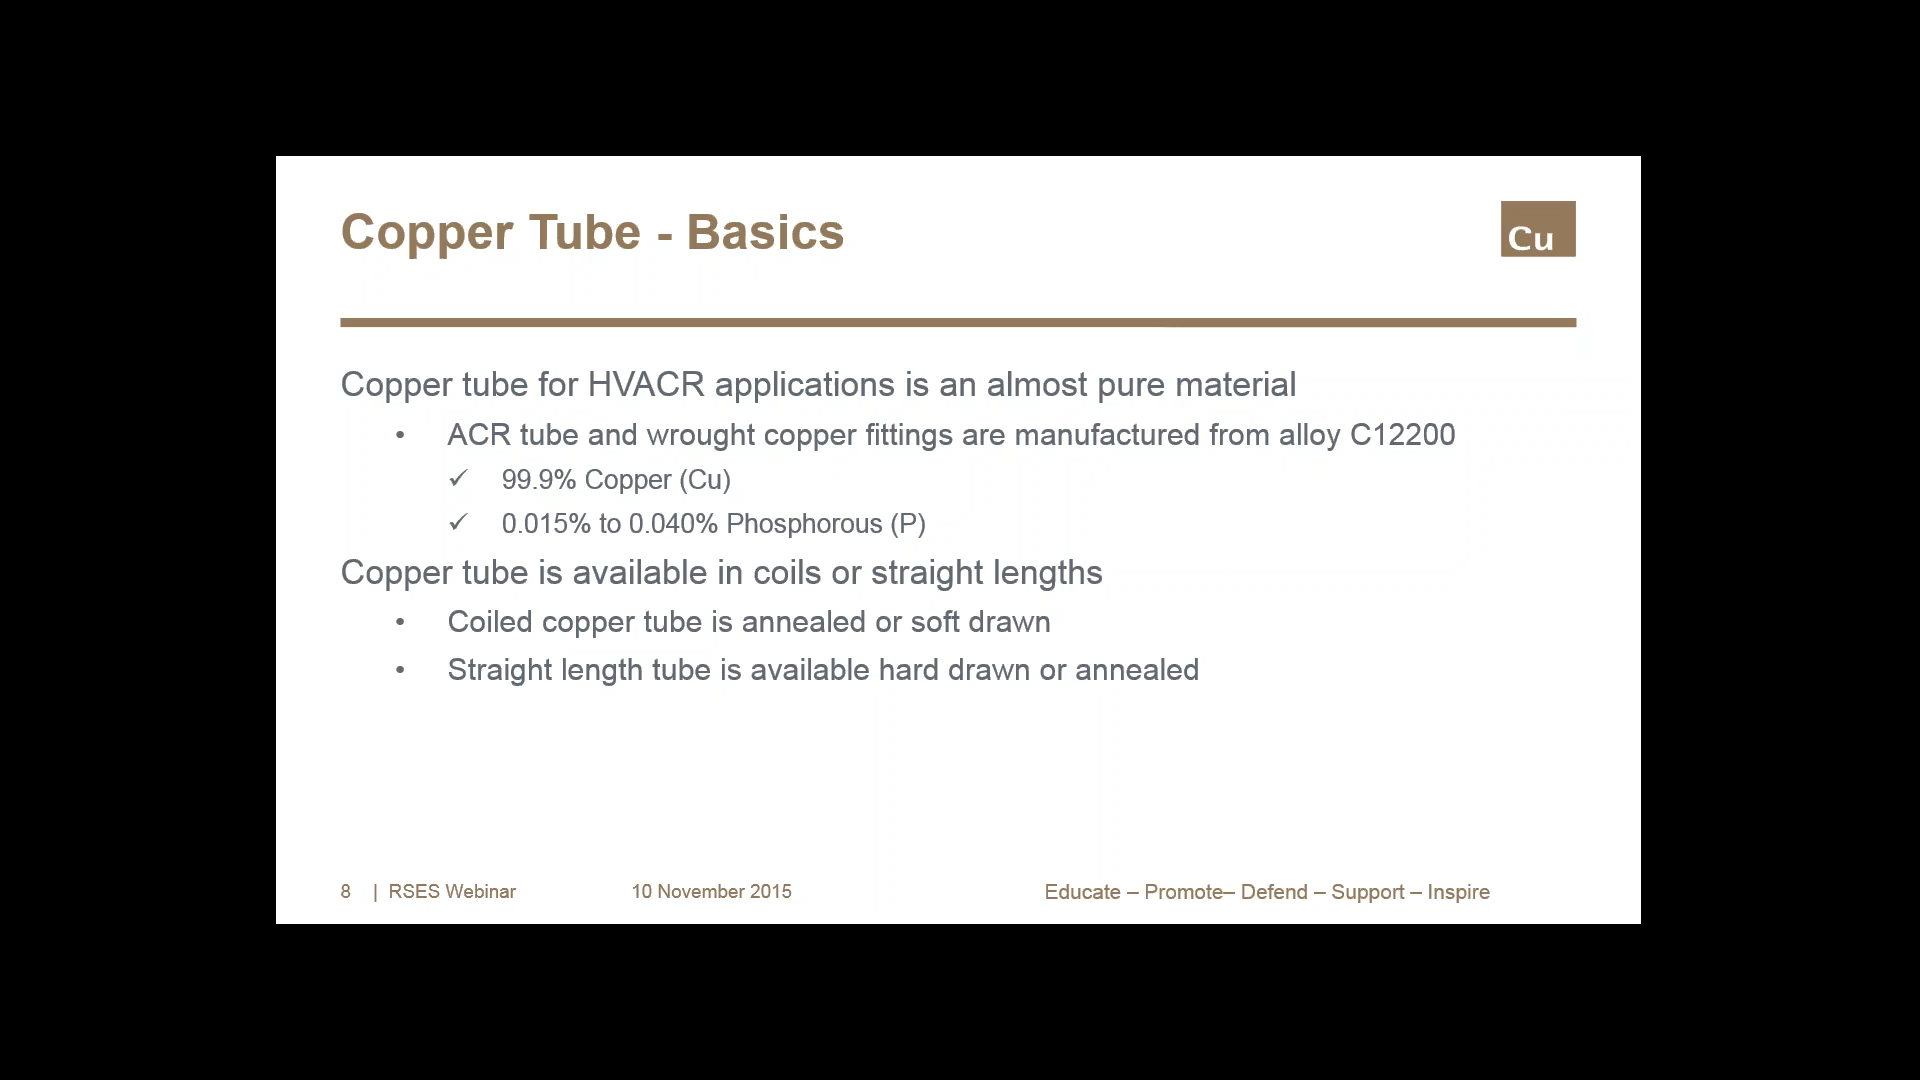 Copper Tube - Basics
Cu
Copper tube for HVACR applications is an almost pure material
• ACR tube and wrought copper fittings are manufactured from alloy C12200
✓ 99.9% Copper (Cu)
✓ 0.015% to 0.040% Phosphorous (P)
Copper tube is available in coils or straight lengths
• Coiled copper tube is annealed or soft drawn
• Straight length tube is available hard drawn or annealed
8 | RSES Webinar 10 November 2015 Educate – Promote– Defend – Support – Inspire